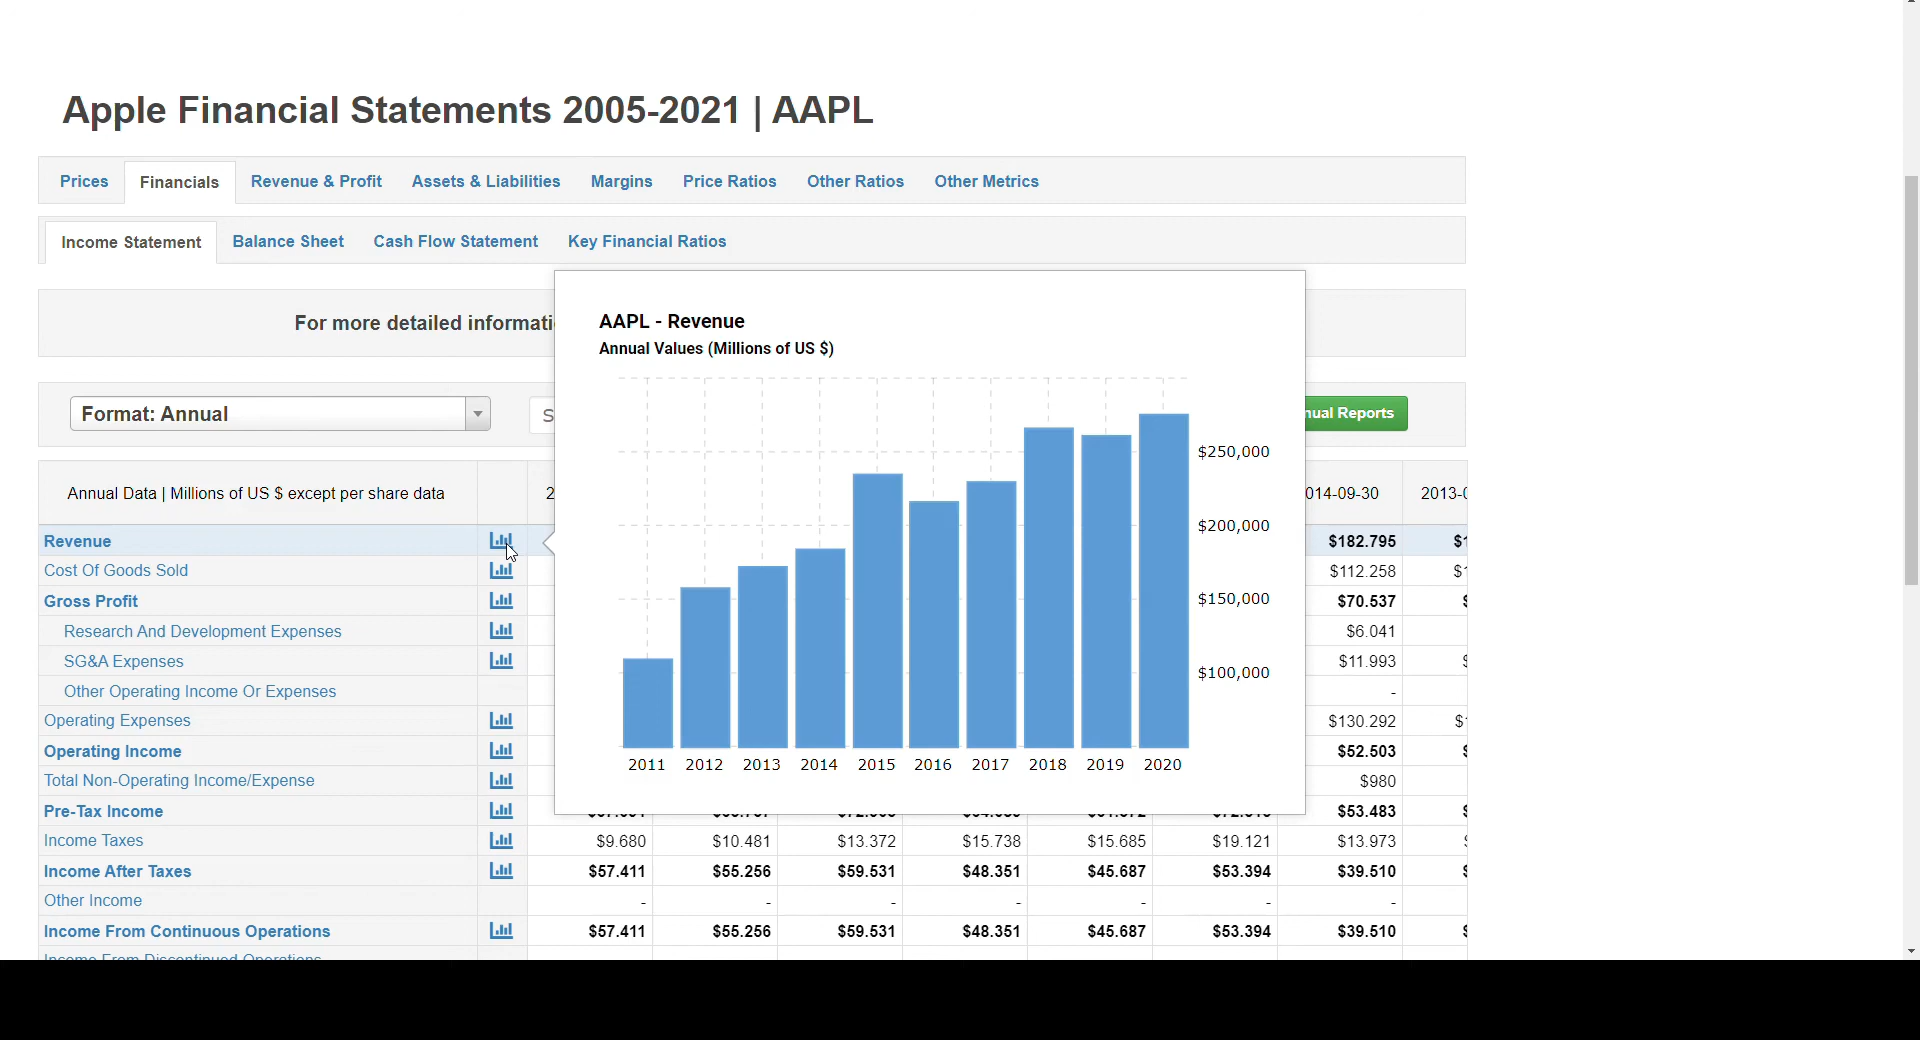 Apple Financial Statements 2005-2021 | AAPL
Prices Financials Revenue & Profit Assets & Liabilities Margins Price Ratios Other Ratios Other Metrics
Income Statement Balance Sheet Cash Flow Statement Key Financial Ratios
For more detailed
AAPL - Revenue
Annual Values (Millions of US $)
Format: Annual
Reports
$250,000
$200,000
$150,000
$100,000
2011 2012 2013 2014 2015 2016 2017 2018 2019 2020
Annual Data | Millions of US $ except per share data 014-09-30
Revenue $182.795
Cost Of Goods Sold $112.258
Gross Profit $70.537
Research And Development Expenses $6.041
SG&A Expenses $11.993
Other Operating Income Or Expenses -
Operating Expenses $130.292
Operating Income $52.503
Total Non-Operating Income/Expense $980
Pre-Tax Income $53.483
Income Taxes $9.680 $10.481 $13.372 $15.738 $15.685 $19.121 $13.973
Income After Taxes $57.411 $55.256 $59.531 $48.351 $45.687 $53.394 $39.510
Other Income - - - - - - -
Income From Continuous Operations $57.411 $55.256 $59.531 $48.351 $45.687 $53.394 $39.510
Income From Discontinued Operations